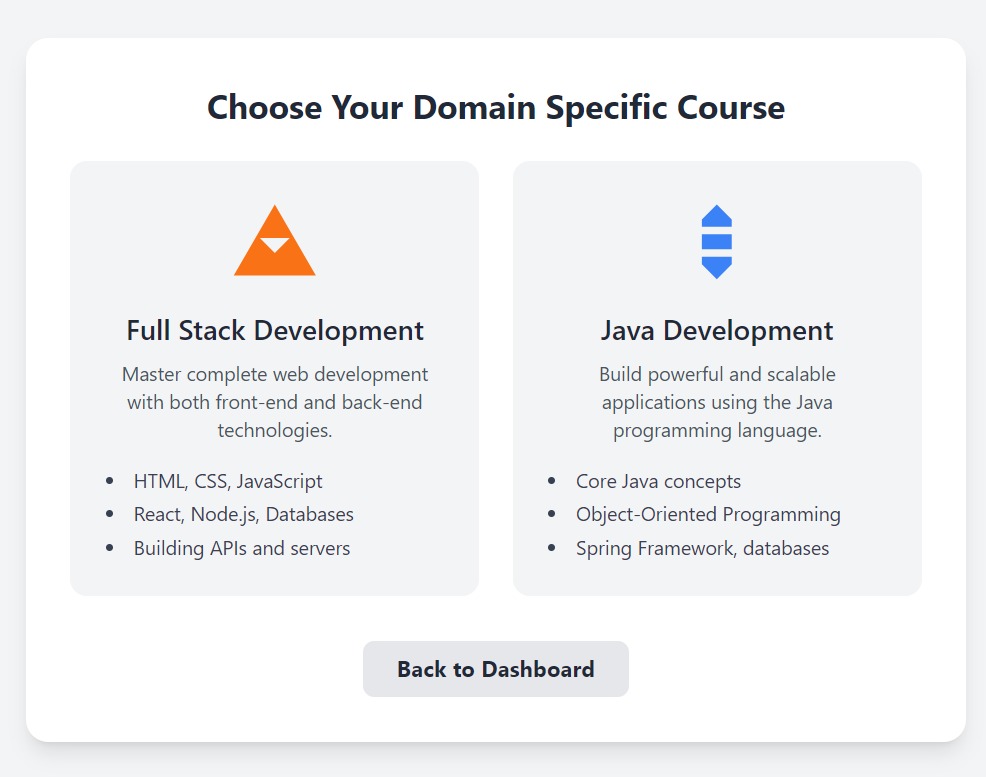 Choose Your Domain Specific Course
Full Stack Development
Master complete web development
with both front-end and back-end
technologies.
• HTML, CSS, JavaScript
• React, Node.js, Databases
• Building APIs and servers
Java Development
Build powerful and scalable
applications using the Java
programming language.
• Core Java concepts
• Object-Oriented Programming
• Spring Framework, databases
Back to Dashboard